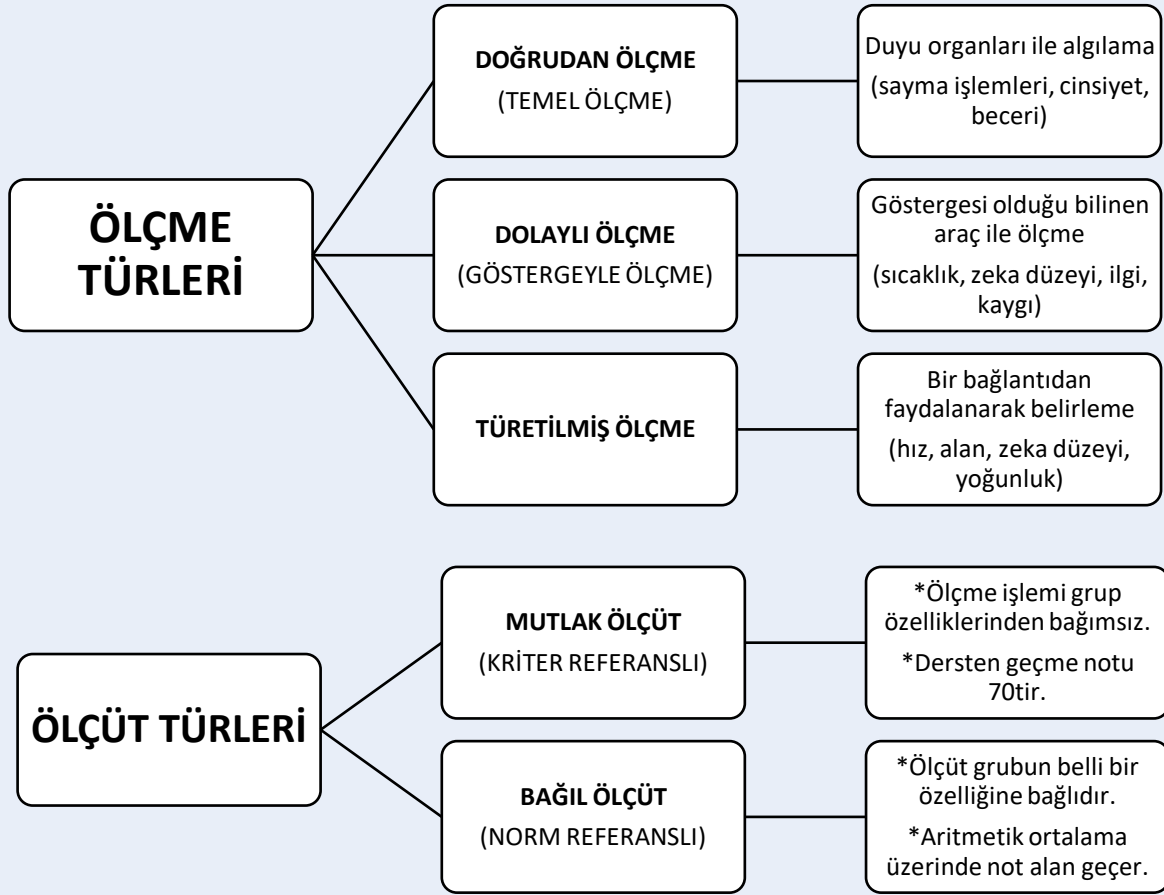 ÖLÇME
TÜRLERİ
DOĞRUDAN ÖLÇME
(TEMEL ÖLÇME)
Duyu organları ile algılama
(sayma işlemleri, cinsiyet,
beceri)
DOLAYLI ÖLÇME
(GÖSTERGEYLE ÖLÇME)
Göstergesi olduğu bilinen
araç ile ölçme
(sıcaklık, zeka düzeyi, ilgi,
kaygı)
TÜRETİLMİŞ ÖLÇME
Bir bağlantıdan
faydalanarak belirleme
(hız, alan, zeka düzeyi,
yoğunluk)
ÖLÇÜT TÜRLERİ
MUTLAK ÖLÇÜT
(KRİTER REFERANSLI)
*Ölçme işlemi grup
özelliklerinden bağımsız.
*Dersten geçme notu
70tir.
BAĞIL ÖLÇÜT
(NORM REFERANSLI)
*Ölçüt grubun belli bir
özelliğine bağlıdır.
*Aritmetik ortalama
üzerinde not alan geçer.